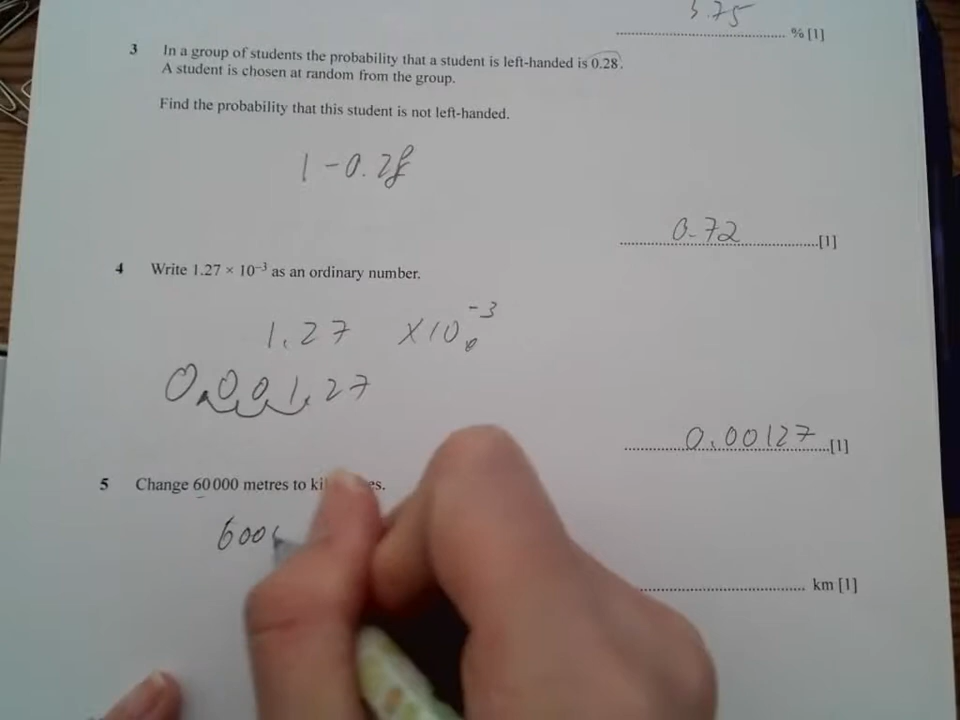 3.75
% [1]
3 In a group of students the probability that a student is left-handed is 0.28.
A student is chosen at random from the group.
Find the probability that this student is not left-handed.
1 - 0.28
0.72 [1]
4 Write 1.27 × 10⁻³ as an ordinary number.
1.27 ×10⁻³
0.001.27
0.00127 [1]
5 Change 60 000 metres to
600
km [1]